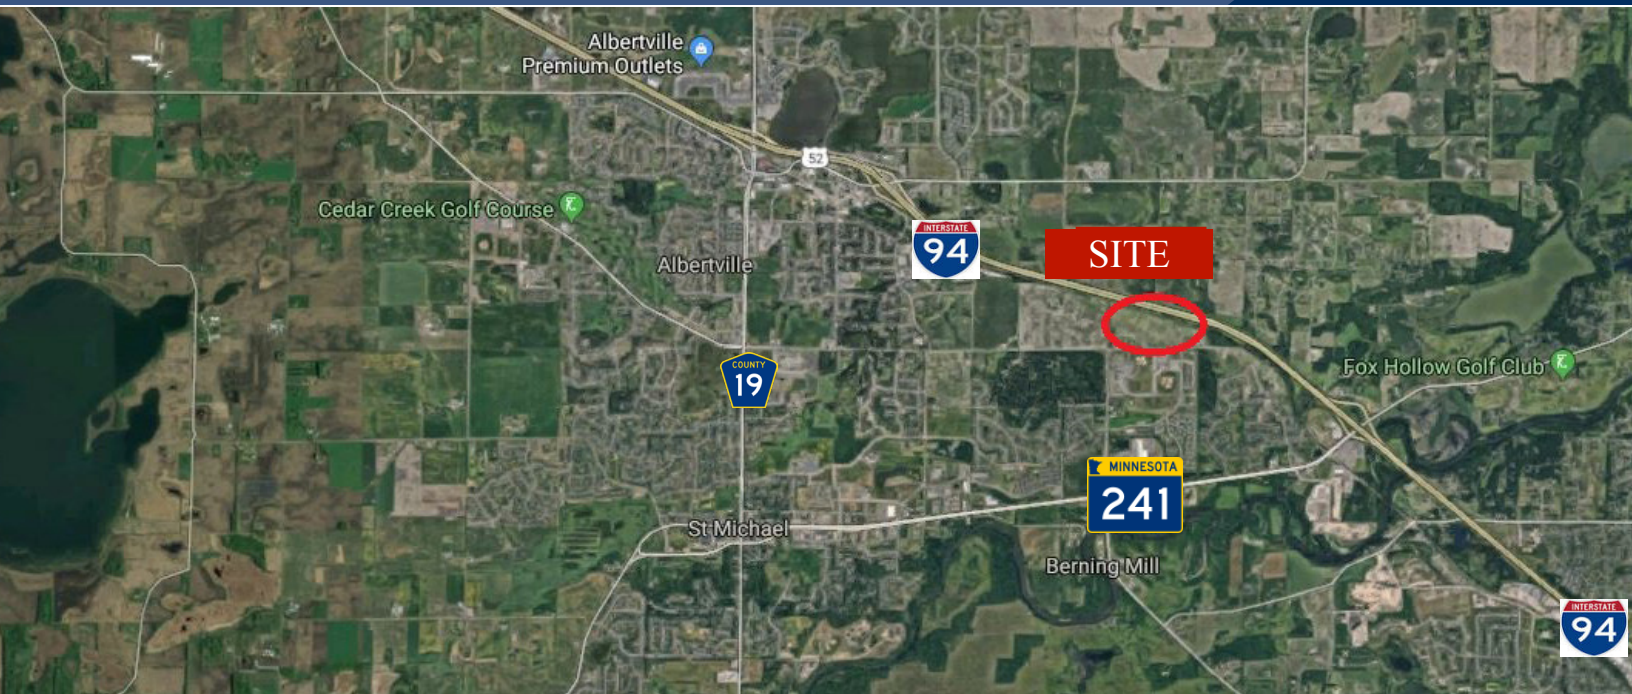 Albertville
Premium Outlets
52
Cedar Creek Golf Course
INTERSTATE
94
SITE
Albertville
COUNTY
19
Fox Hollow Golf Club
MINNESOTA
241
St Michael
Berning Mill
INTERSTATE
94